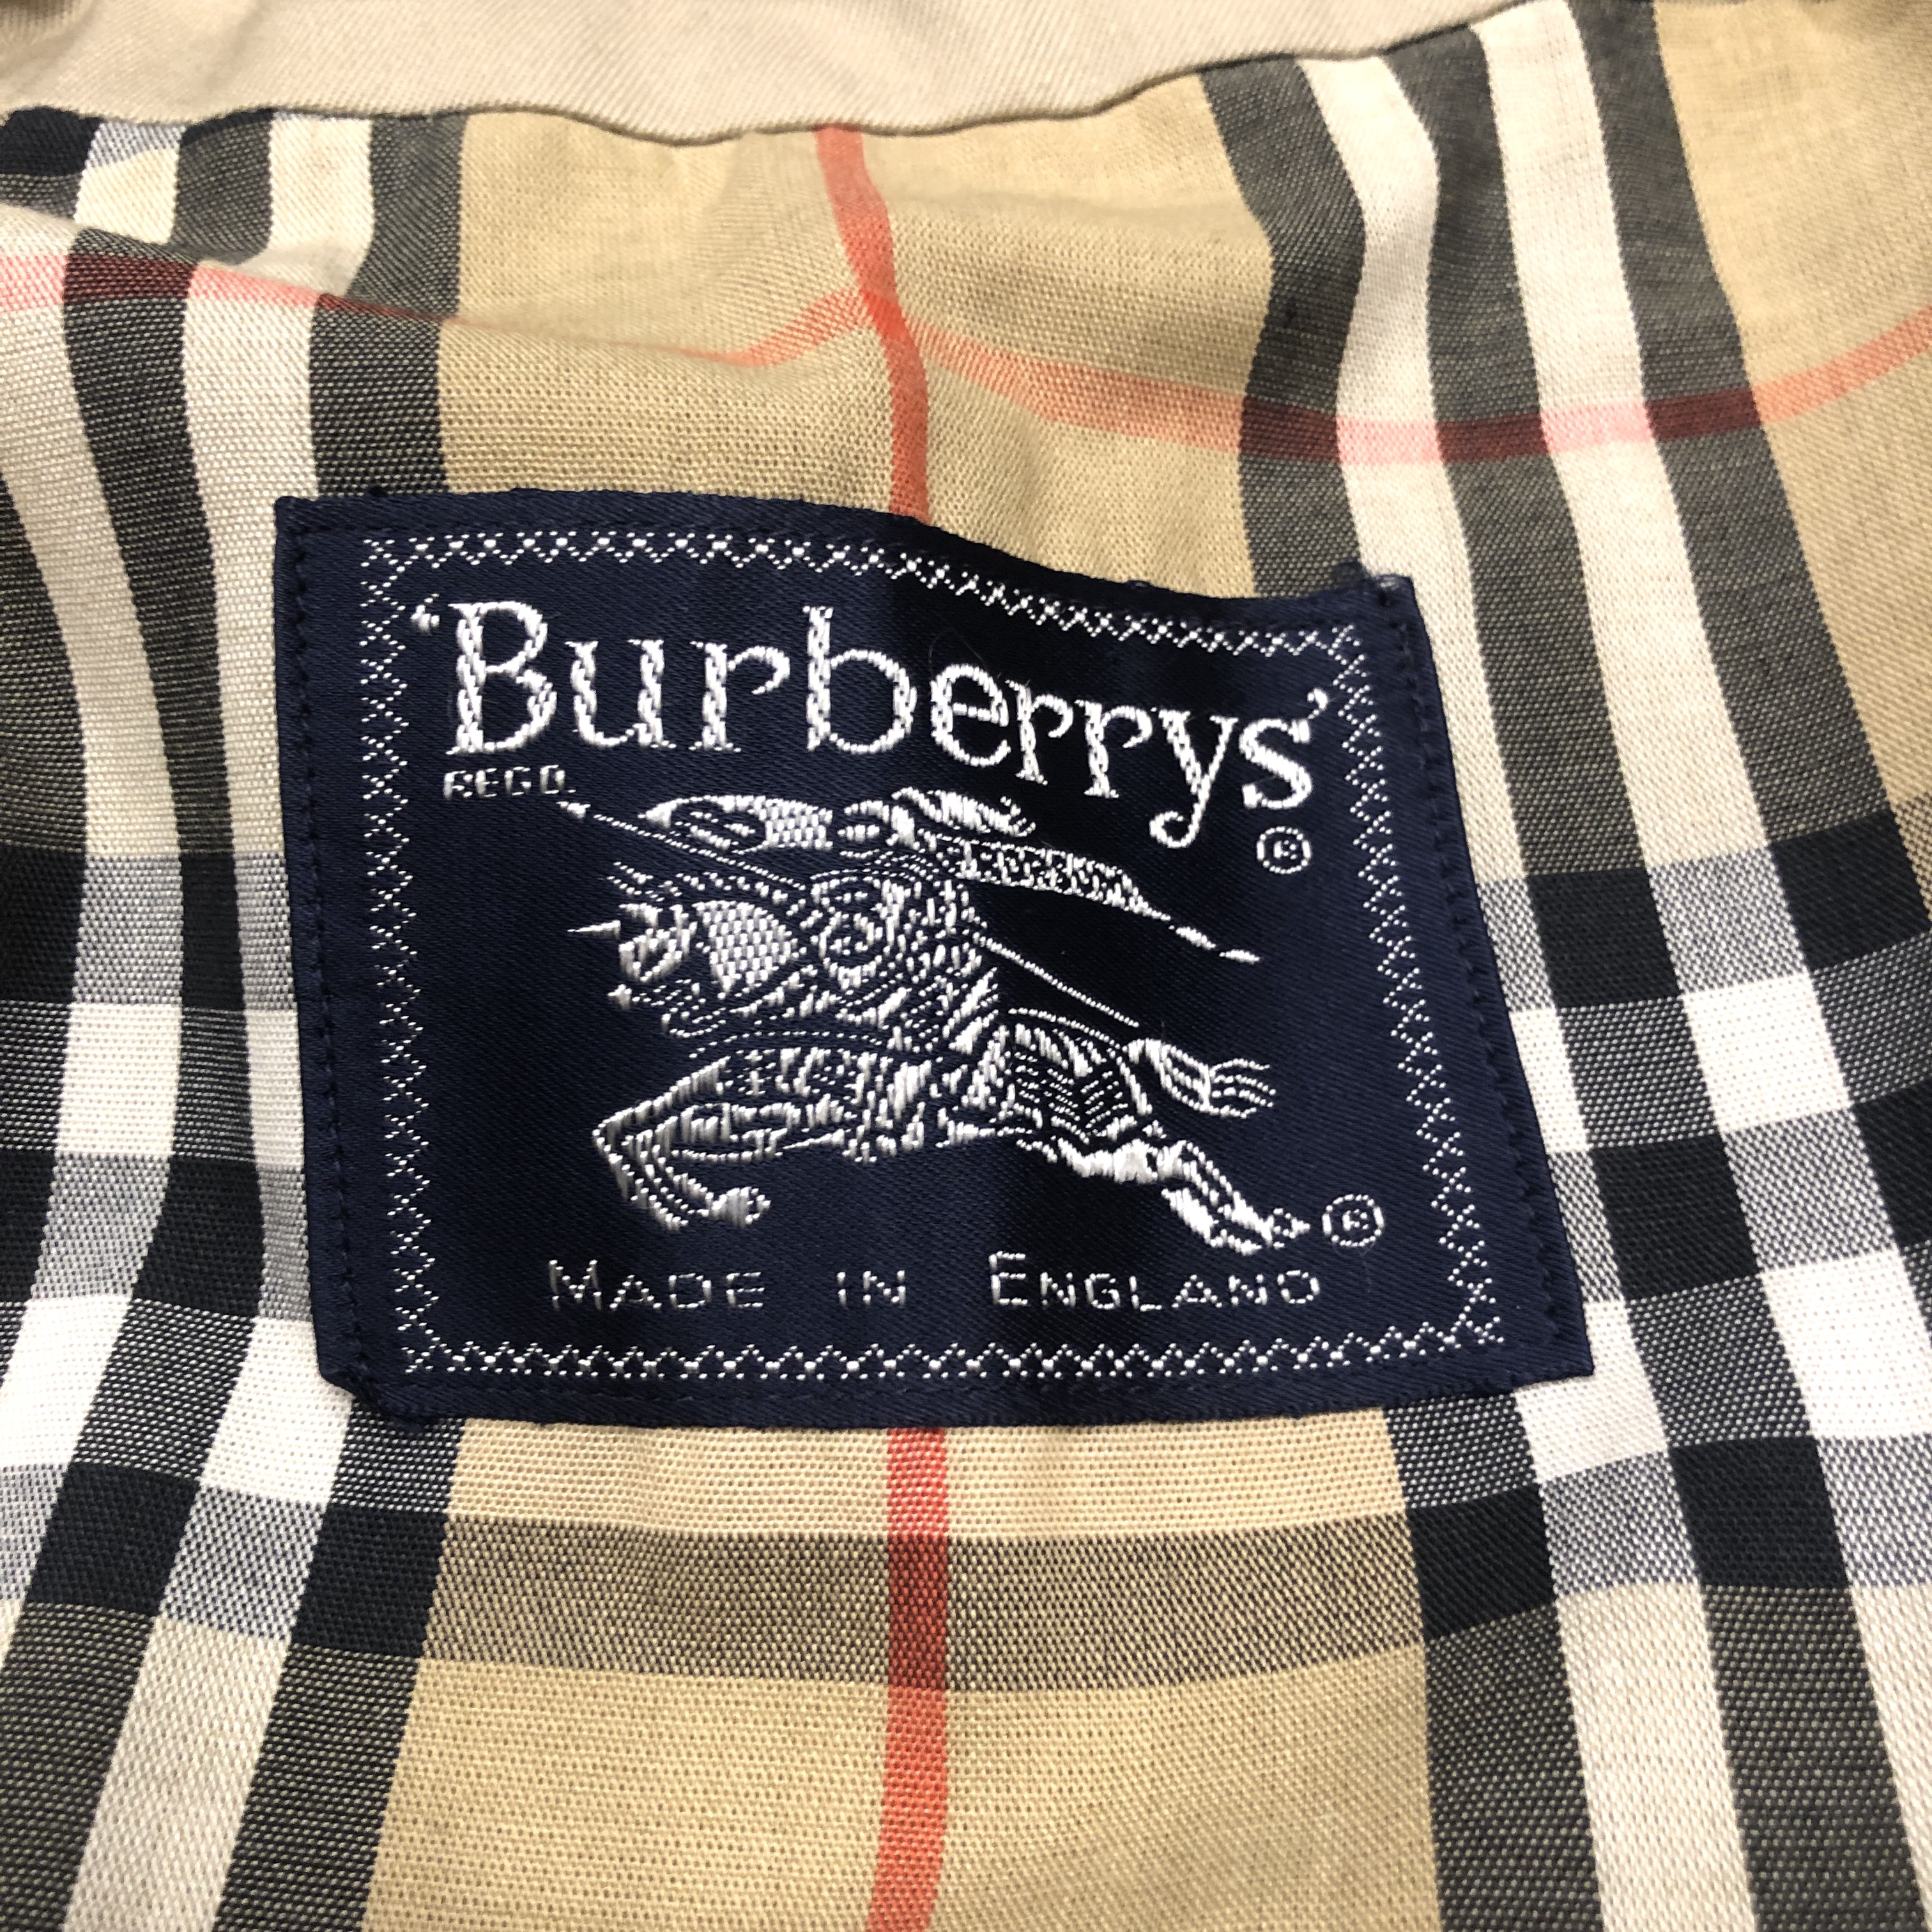 ‘Burberrys’
REGD.
®
®
MADE IN ENGLAND